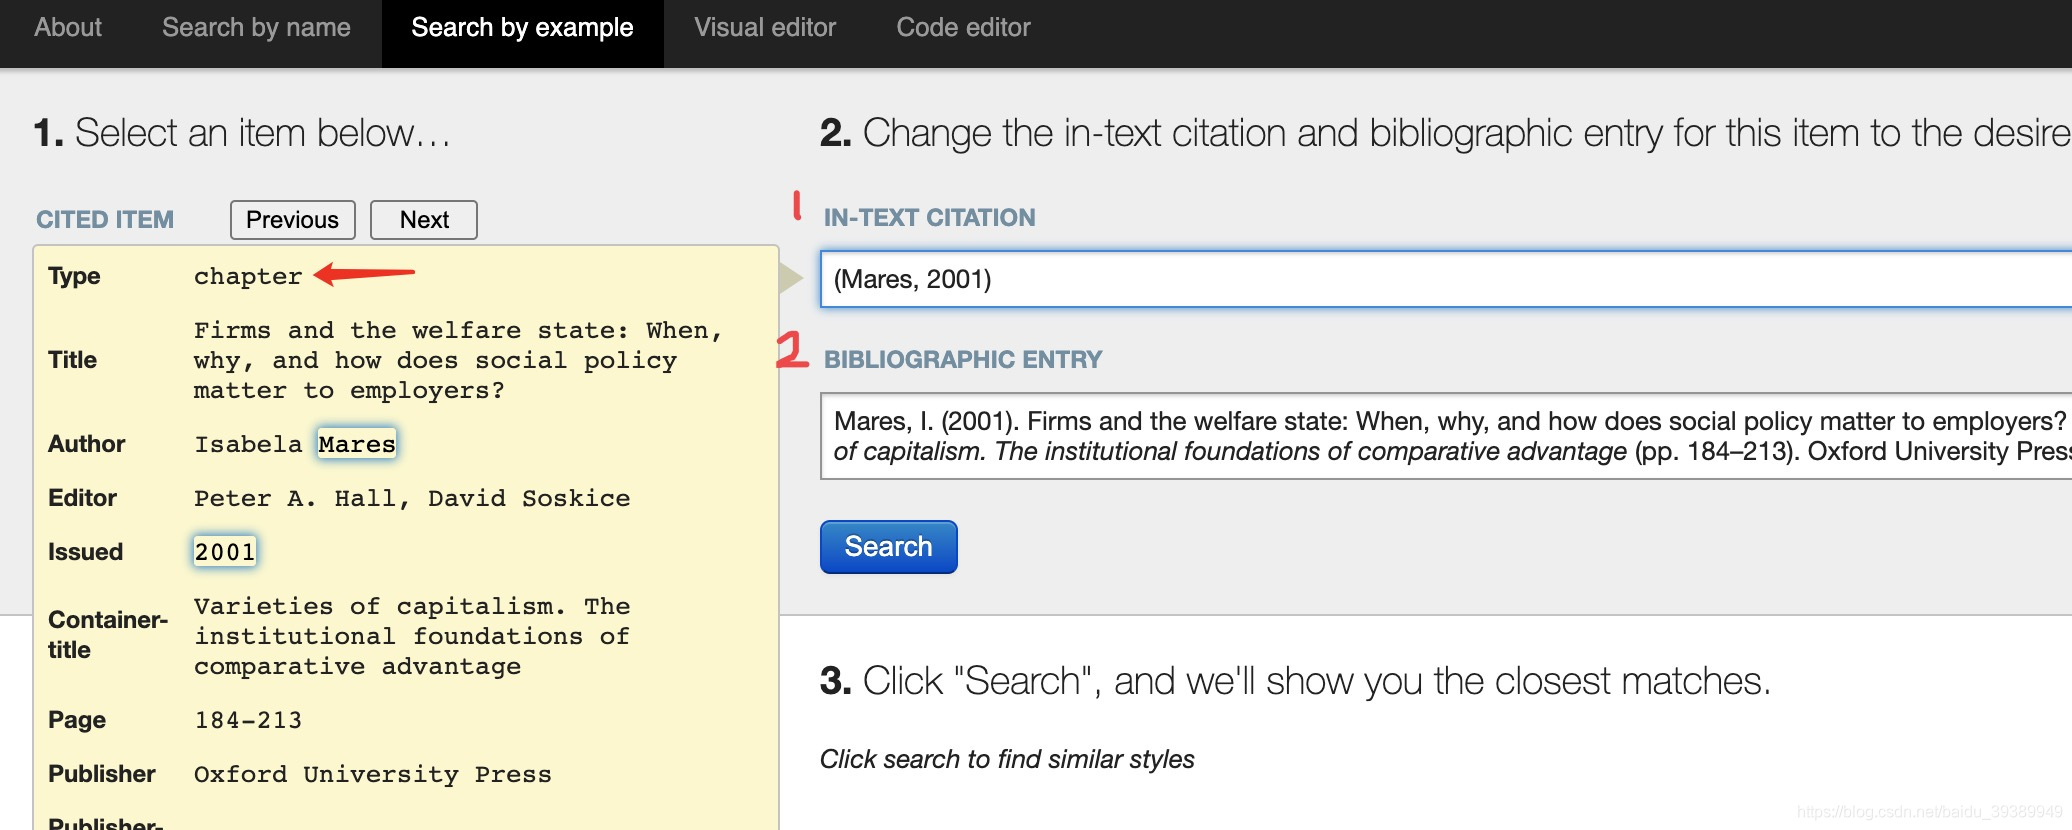 About Search by name Search by example Visual editor Code editor
1. Select an item below…
2. Change the in-text citation and bibliographic entry for this item to the desire
CITED ITEM Previous Next
1 IN-TEXT CITATION
Type chapter
(Mares, 2001)
Title Firms and the welfare state: When,
why, and how does social policy
matter to employers?
2 BIBLIOGRAPHIC ENTRY
Mares, I. (2001). Firms and the welfare state: When, why, and how does social policy matter to employers?
of capitalism. The institutional foundations of comparative advantage (pp. 184–213). Oxford University Press
Author Isabela Mares
Editor Peter A. Hall, David Soskice
Issued 2001
Search
Container-
title
Varieties of capitalism. The
institutional foundations of
comparative advantage
3. Click "Search", and we'll show you the closest matches.
Page 184-213
Publisher Oxford University Press
Click search to find similar styles
Publisher-
https://blog.csdn.net/baidu_39389949